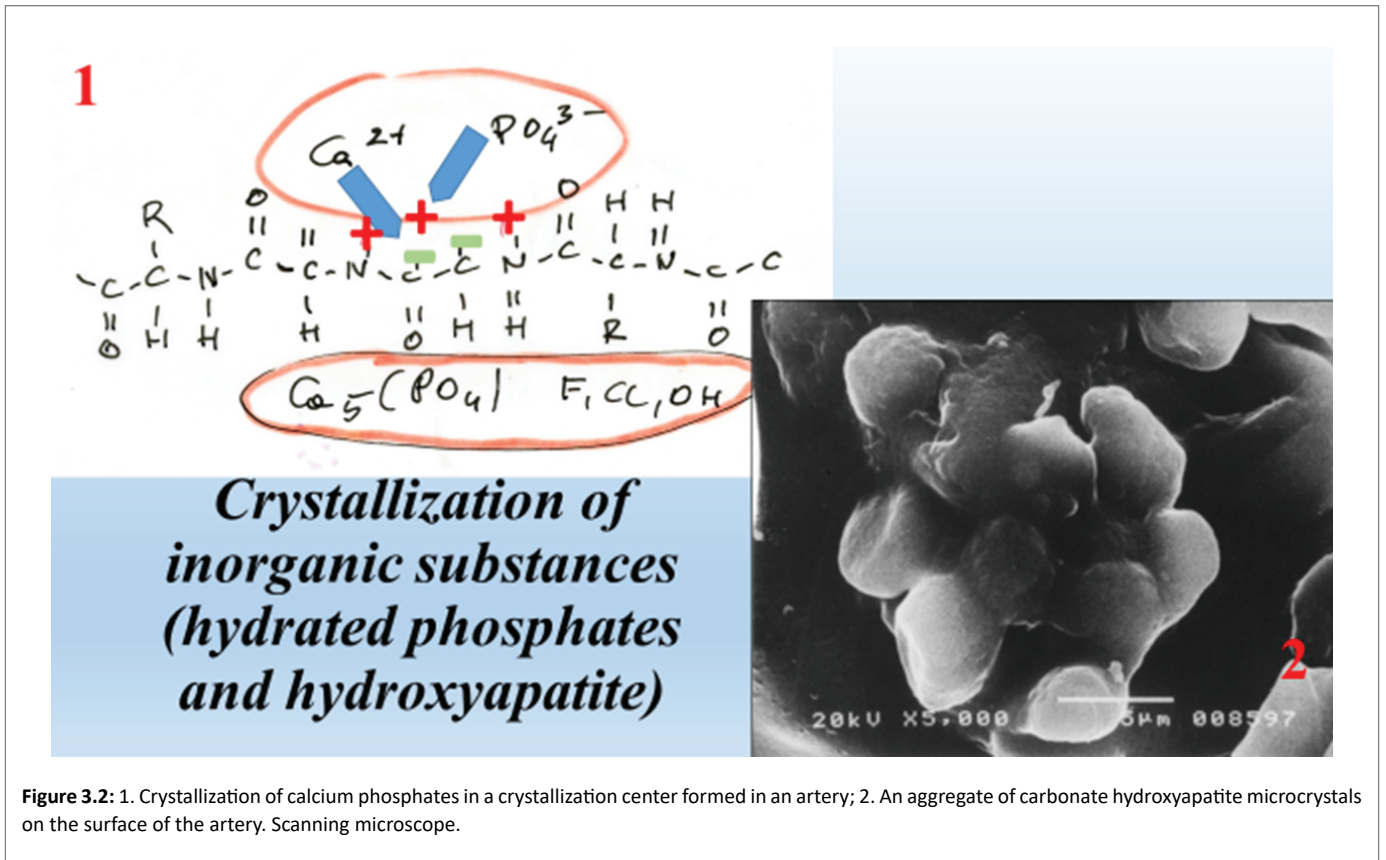 1
Ca 2+ PO4 3−
O O H H
R || || | ||
| || C C
C - C - N - C - C - N - C - C - N - C - C - N - C - C
|| | | | || | || | ||
O H H H O H H R O
Ca5(PO4) F, Cl, OH
Crystallization of
inorganic substances
(hydrated phosphates
and hydroxyapatite)
2
20kV X5,000 5µm 008597
Figure 3.2: 1. Crystallization of calcium phosphates in a crystallization center formed in an artery; 2. An aggregate of carbonate hydroxyapatite microcrystals
on the surface of the artery. Scanning microscope.